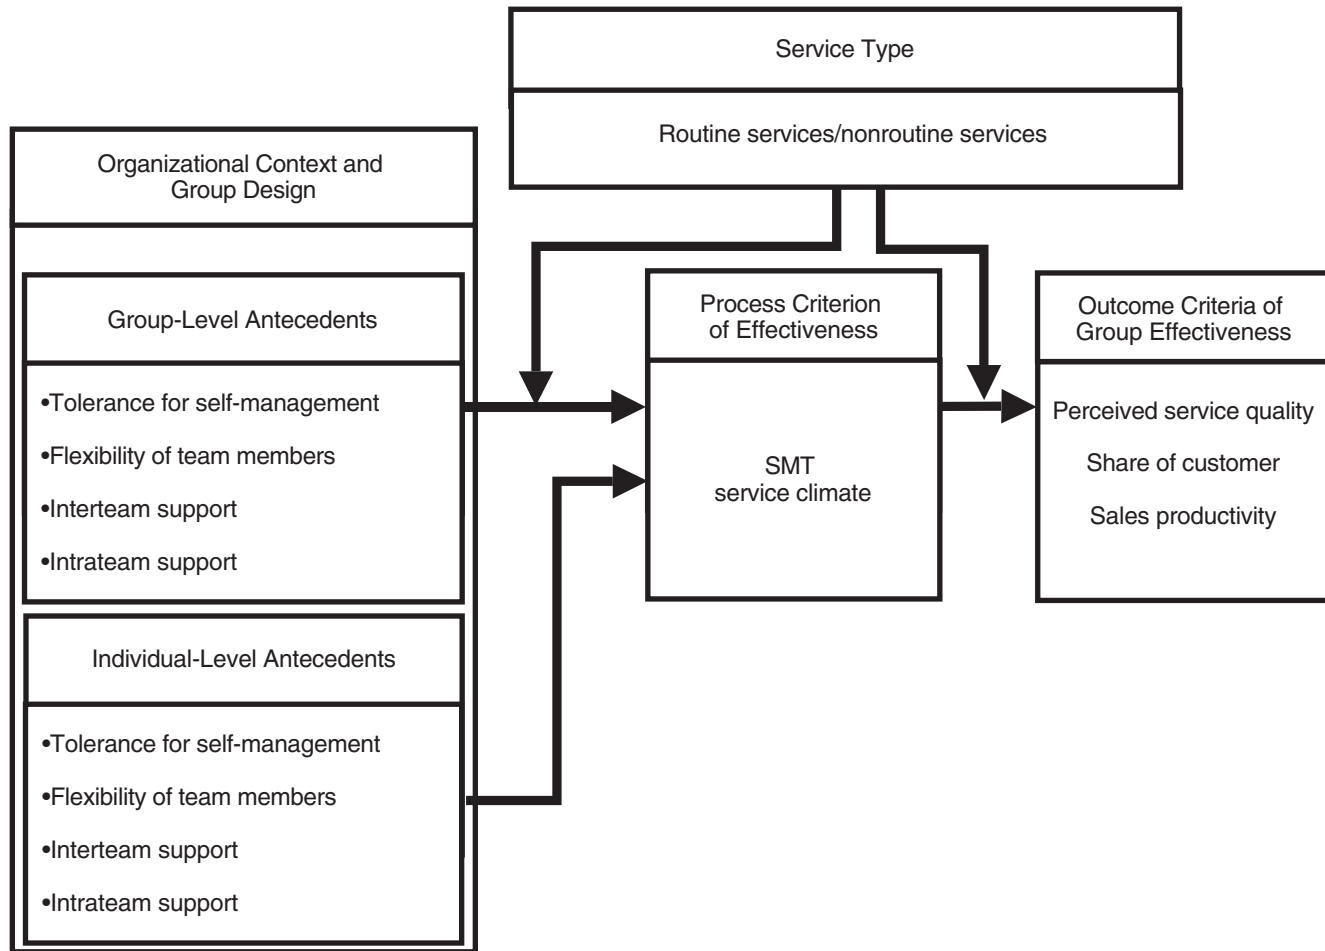 Service Type
Routine services/nonroutine services
Organizational Context and
Group Design
Group-Level Antecedents
•Tolerance for self-management
•Flexibility of team members
•Interteam support
•Intrateam support
Individual-Level Antecedents
•Tolerance for self-management
•Flexibility of team members
•Interteam support
•Intrateam support
Process Criterion
of Effectiveness
SMT
service climate
Outcome Criteria of
Group Effectiveness
Perceived service quality
Share of customer
Sales productivity